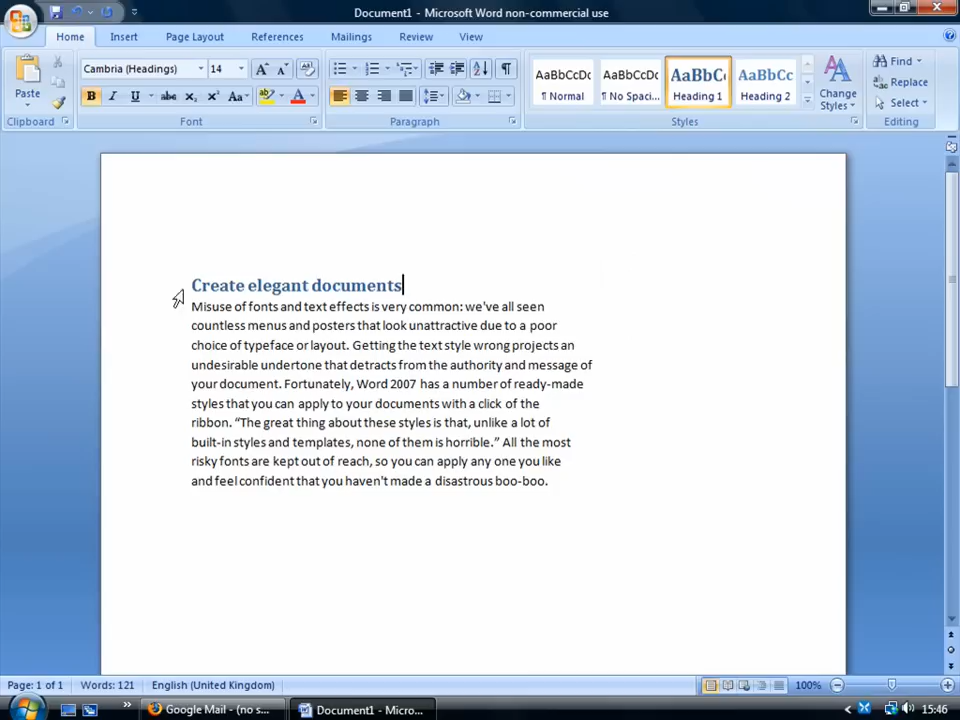 Document1 - Microsoft Word non-commercial use
Home Insert Page Layout References Mailings Review View
Cambria (Headings) 14
Paste
Clipboard
Font
Paragraph
AaBbCcDc AaBbCcDc AaBbC AaBbCc
¶ Normal ¶ No Spaci... Heading 1 Heading 2
Change Styles
Styles
Find
Replace
Select
Editing
Create elegant documents
Misuse of fonts and text effects is very common: we've all seen
countless menus and posters that look unattractive due to a poor
choice of typeface or layout. Getting the text style wrong projects an
undesirable undertone that detracts from the authority and message of
your document. Fortunately, Word 2007 has a number of ready-made
styles that you can apply to your documents with a click of the
ribbon. “The great thing about these styles is that, unlike a lot of
built-in styles and templates, none of them is horrible.” All the most
risky fonts are kept out of reach, so you can apply any one you like
and feel confident that you haven't made a disastrous boo-boo.
Page: 1 of 1 Words: 121 English (United Kingdom) 100%
Google Mail - (no s... Document1 - Micro... 15:46